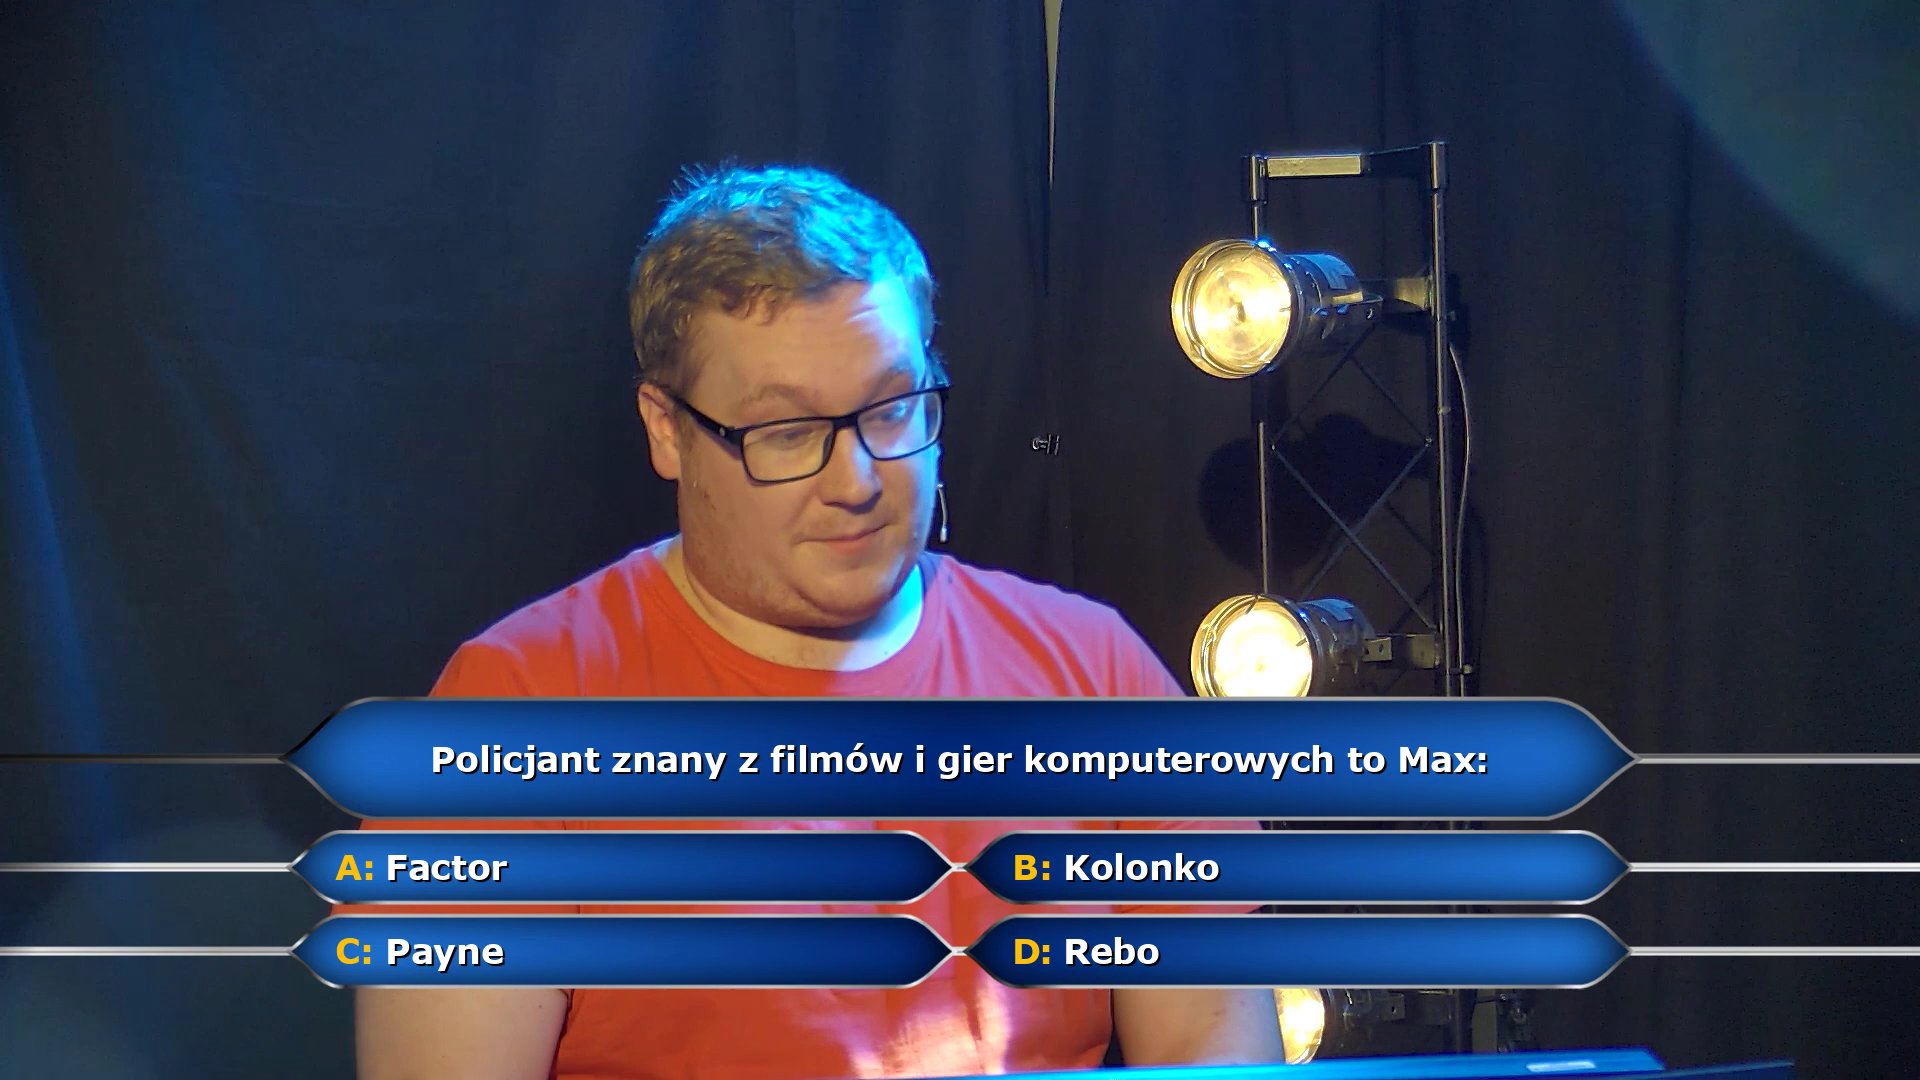 Policjant znany z filmów i gier komputerowych to Max:
A: Factor
B: Kolonko
C: Payne
D: Rebo